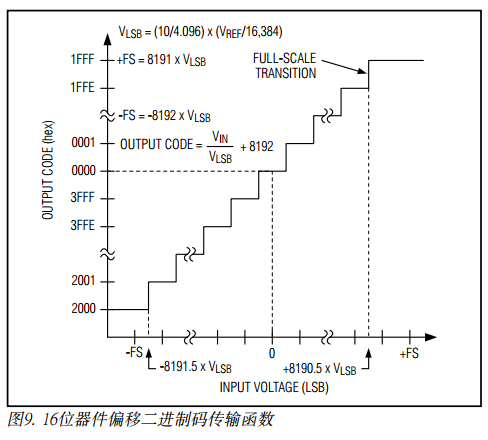 V_LSB = (10/4.096) x (V_REF/16,384)
1FFF
+FS = 8191 x V_LSB
FULL-SCALE
TRANSITION
1FFE
-FS = -8192 x V_LSB
0001
OUTPUT CODE = V_IN/V_LSB + 8192
0000
3FFF
3FFE
2001
2000
OUTPUT CODE (hex)
-FS
0
+FS
-8191.5 x V_LSB
+8190.5 x V_LSB
INPUT VOLTAGE (LSB)
图9. 16位器件偏移二进制码传输函数